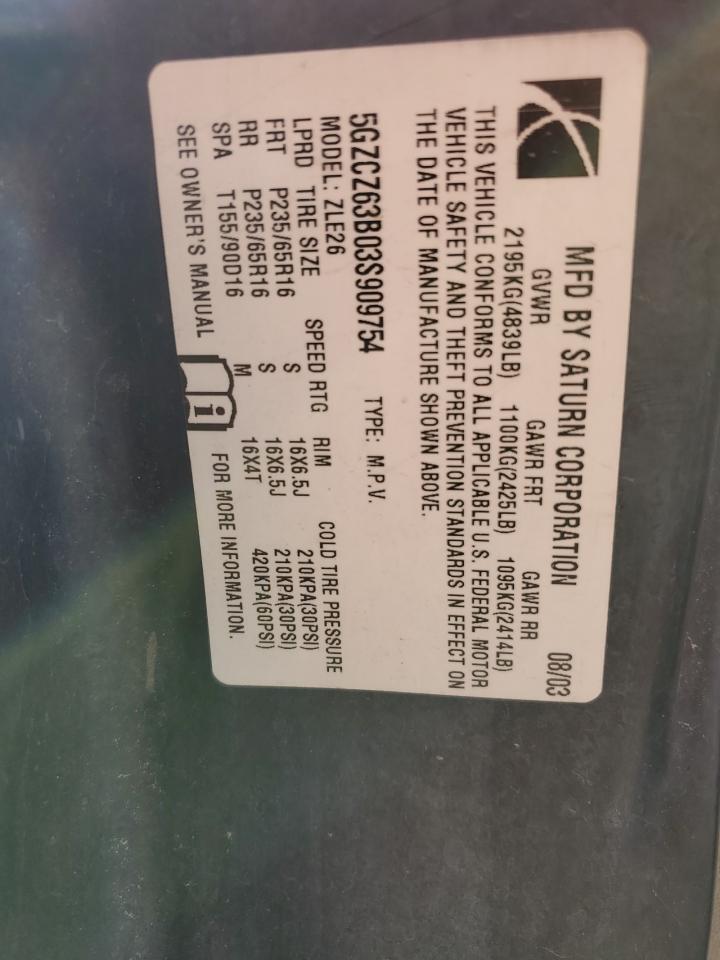 MFD BY SATURN CORPORATION 08/03
GVWR GAWR FRT GAWR RR
2195KG(4839LB) 1100KG(2425LB) 1095KG(2414LB)
THIS VEHICLE CONFORMS TO ALL APPLICABLE U.S. FEDERAL MOTOR
VEHICLE SAFETY AND THEFT PREVENTION STANDARDS IN EFFECT ON
THE DATE OF MANUFACTURE SHOWN ABOVE.
5GZCZ63B03S909754 TYPE: M.P.V.
MODEL: ZLE26
LPRD TIRE SIZE SPEED RTG RIM COLD TIRE PRESSURE
FRT P235/65R16 S 16X6.5J 210KPA(30PSI)
RR P235/65R16 S 16X6.5J 210KPA(30PSI)
SPA T155/90D16 M 16X4T 420KPA(60PSI)
SEE OWNER'S MANUAL i FOR MORE INFORMATION.